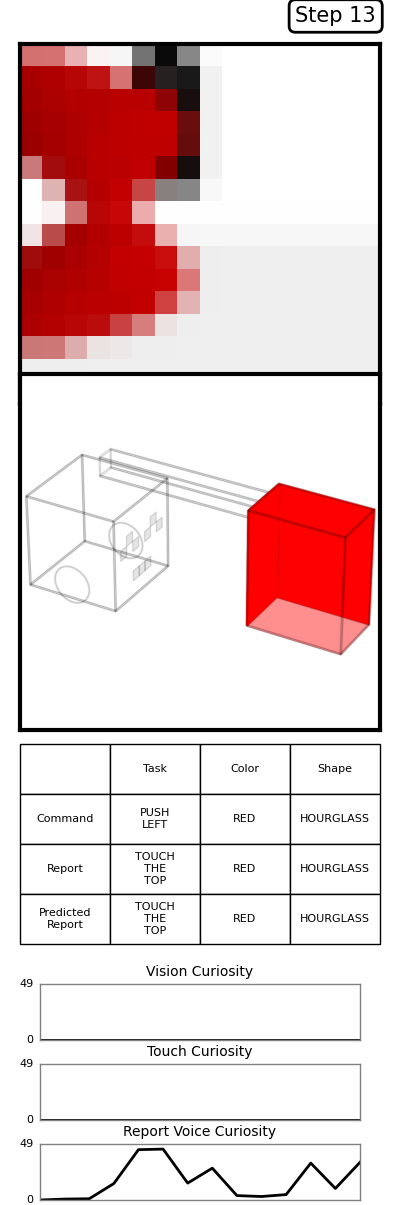 Step 13
Task Color Shape
Command PUSH LEFT RED HOURGLASS
Report TOUCH THE TOP RED HOURGLASS
Predicted Report TOUCH THE TOP RED HOURGLASS
Vision Curiosity
49
0
Touch Curiosity
49
0
Report Voice Curiosity
49
0